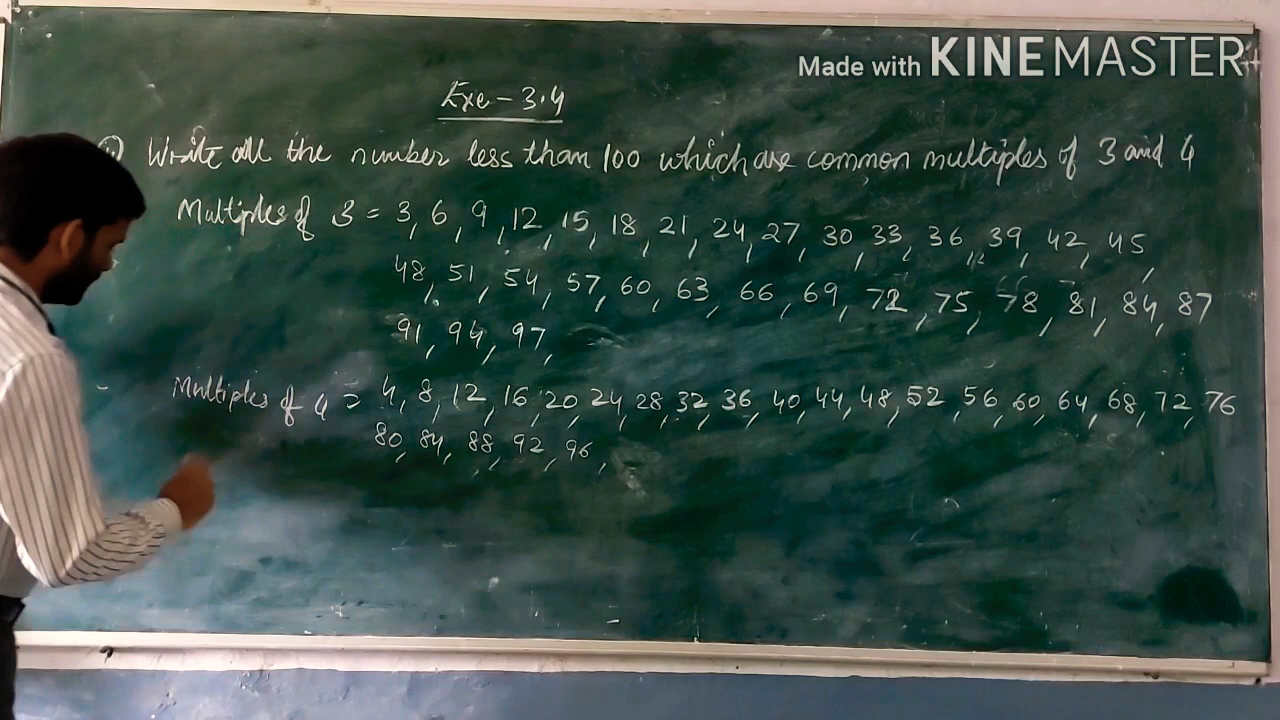 Made with KINEMASTER
Exe - 3.4
Write all the number less than 100 which are common multiples of 3 and 4
Multiples of 3 = 3, 6, 9, 12, 15, 18, 21, 24, 27, 30, 33, 36, 39, 42, 45,
48, 51, 54, 57, 60, 63, 66, 69, 72, 75, 78, 81, 84, 87
91, 94, 97,
Multiples of 4 = 4, 8, 12, 16, 20, 24, 28, 32, 36, 40, 44, 48, 52, 56, 60, 64, 68, 72, 76
80, 84, 88, 92, 96,